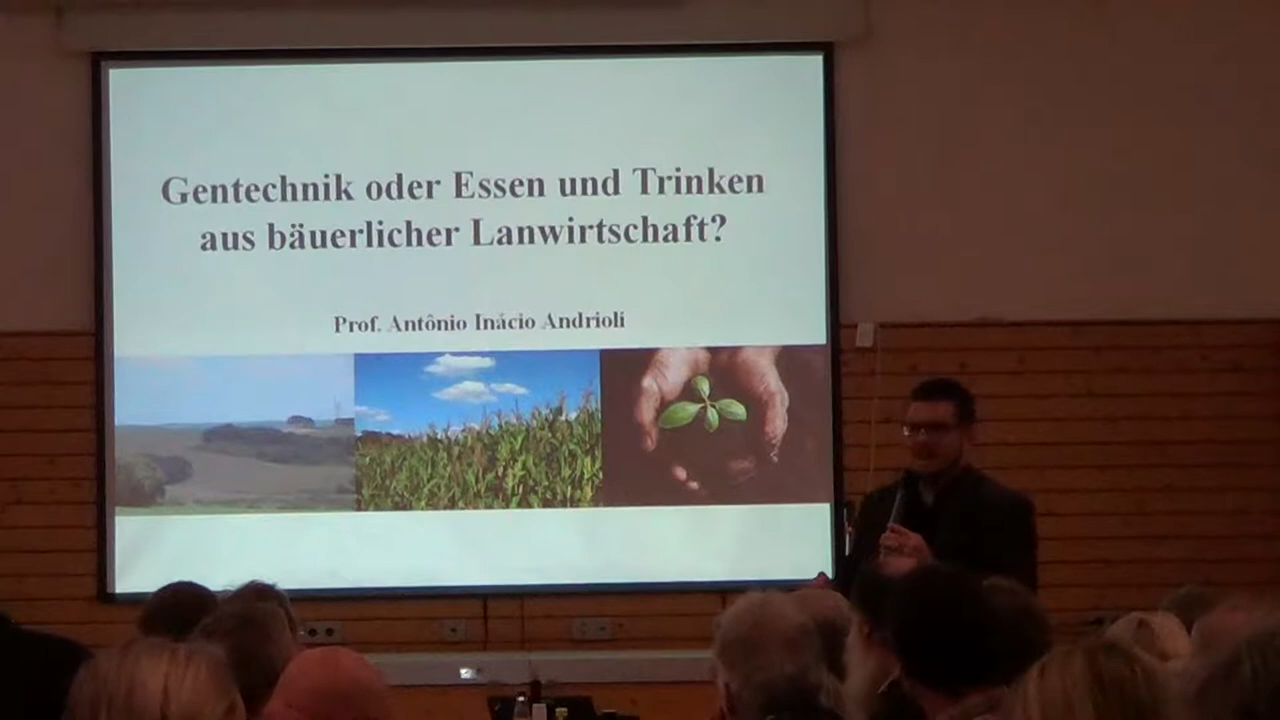 Gentechnik oder Essen und Trinken
aus bäuerlicher Lanwirtschaft?
Prof. Antônio Inácio Andrioli